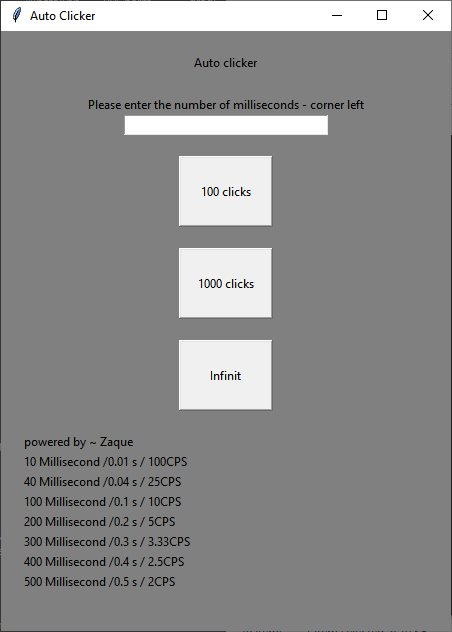 Auto Clicker
Auto clicker
Please enter the number of milliseconds - corner left
100 clicks
1000 clicks
Infinit
powered by ~ Zaque
10 Millisecond /0.01 s / 100CPS
40 Millisecond /0.04 s / 25CPS
100 Millisecond /0.1 s / 10CPS
200 Millisecond /0.2 s / 5CPS
300 Millisecond /0.3 s / 3.33CPS
400 Millisecond /0.4 s / 2.5CPS
500 Millisecond /0.5 s / 2CPS